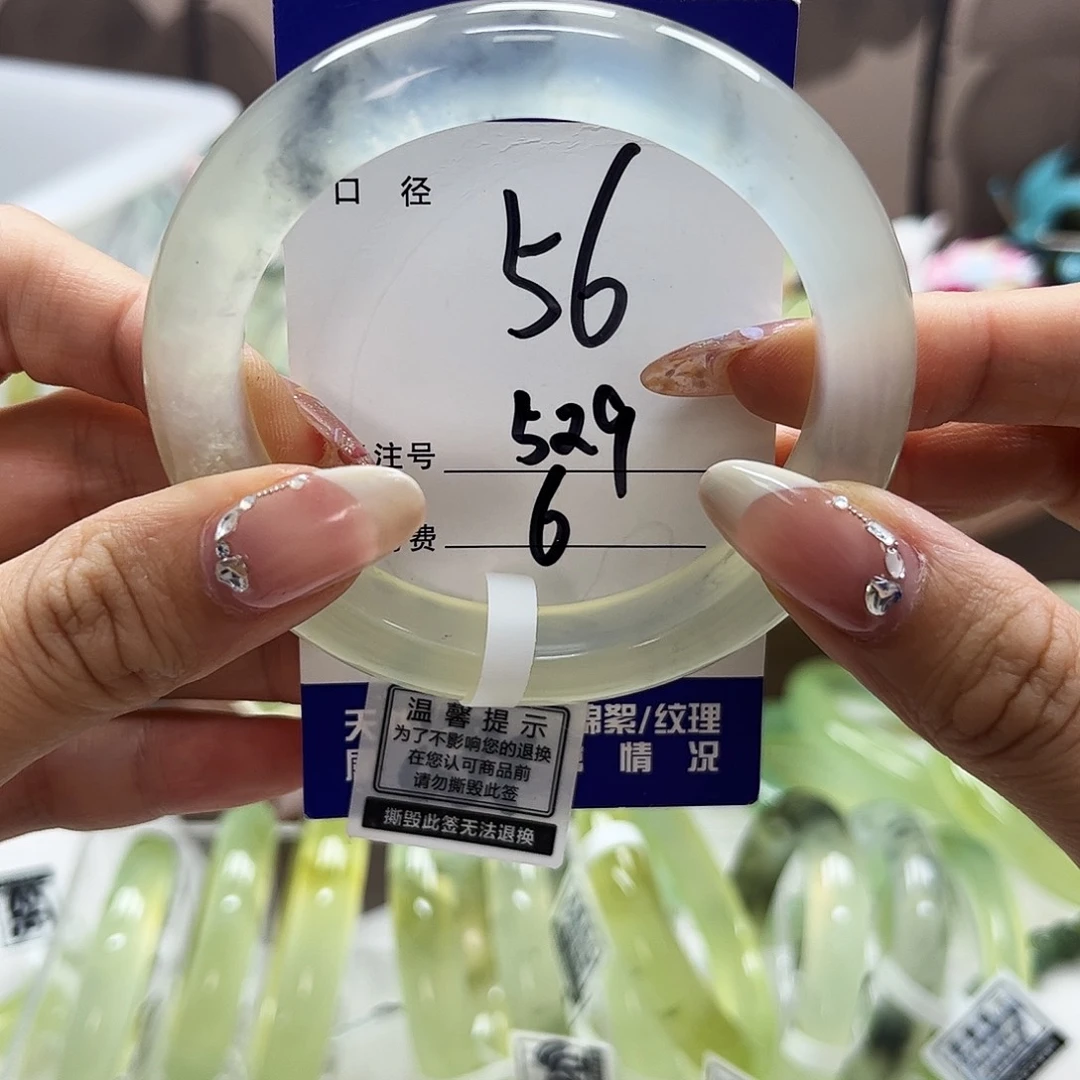 口 径
56
注号 529
费 6
天 棉絮/纹理
情 况
温馨提示
为了不影响您的退换
在您认可商品前
请勿撕毁此签
撕毁此签无法退换